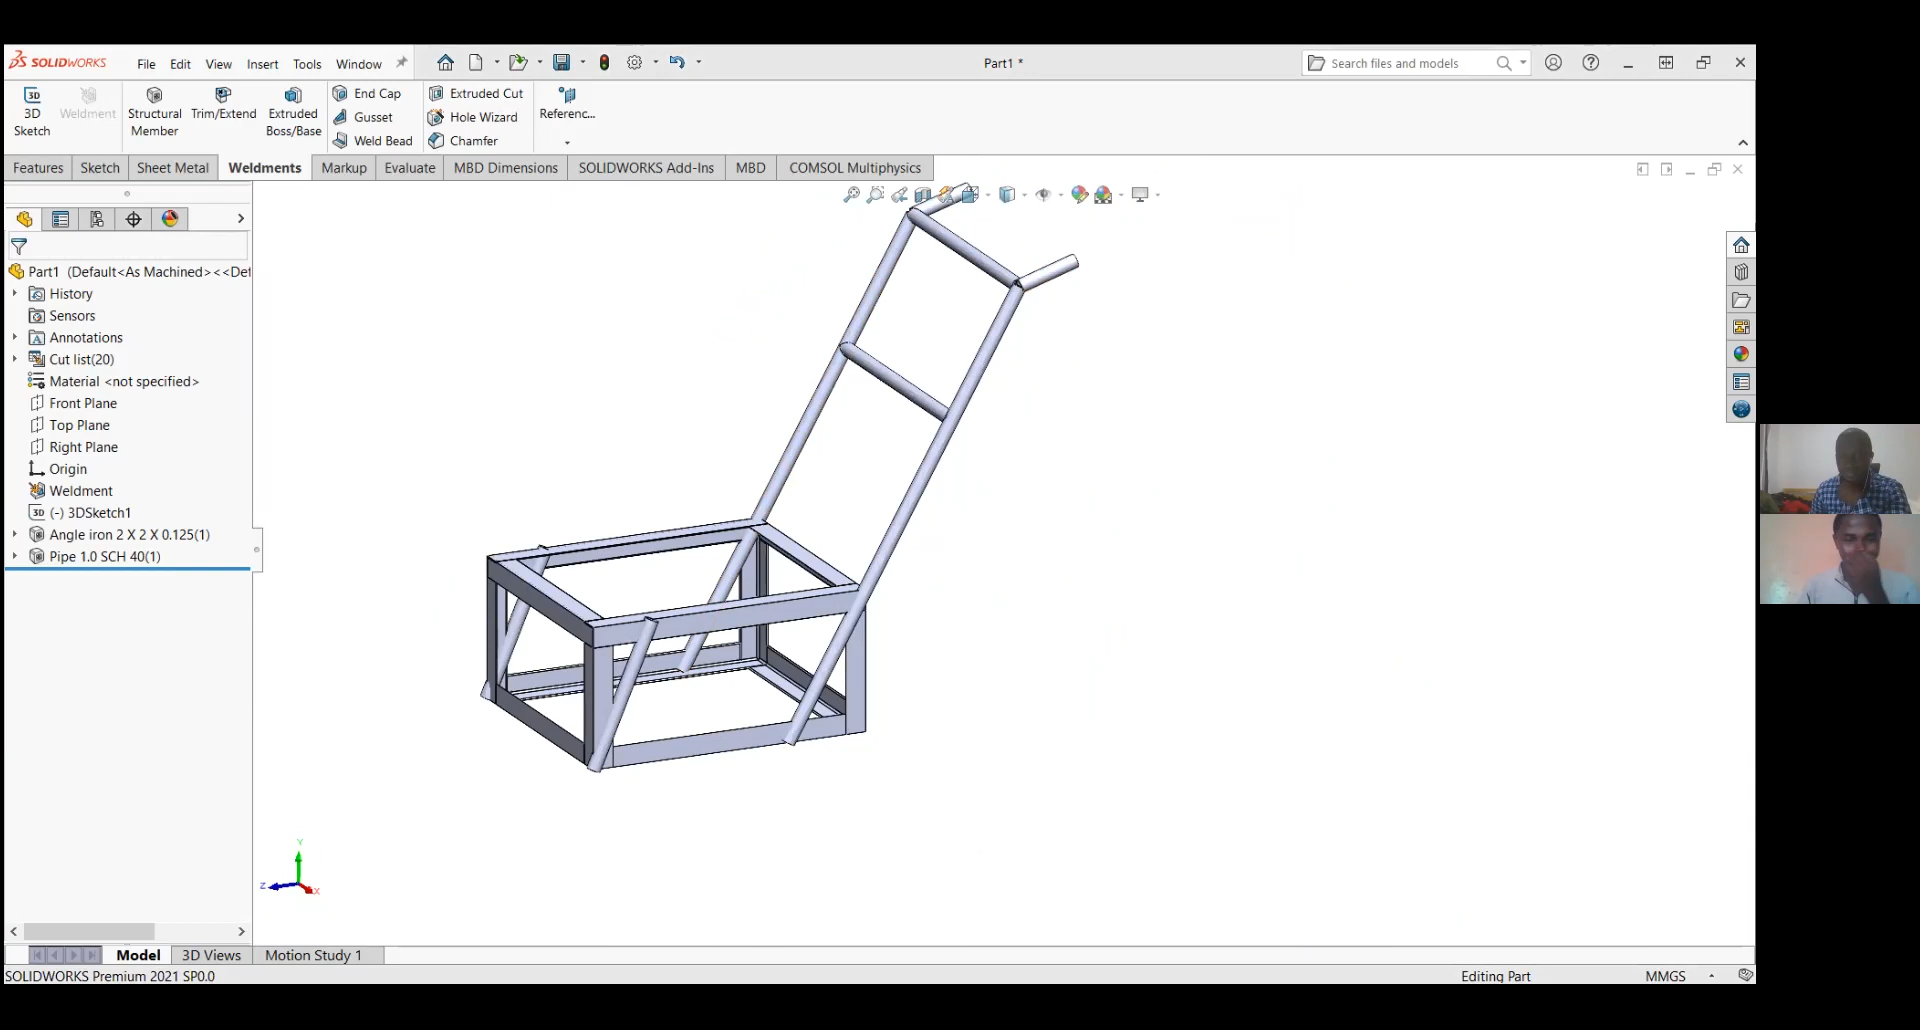 SOLIDWORKS File Edit View Insert Tools Window Part1 * Search files and models
3D Sketch
Weldment
Structural Member
Trim/Extend
Extruded Boss/Base
End Cap
Gusset
Weld Bead
Extruded Cut
Hole Wizard
Chamfer
Referenc...
Features Sketch Sheet Metal Weldments Markup Evaluate MBD Dimensions SOLIDWORKS Add-Ins MBD COMSOL Multiphysics
Part1 (Default<As Machined><<Def
History
Sensors
Annotations
Cut list(20)
Material <not specified>
Front Plane
Top Plane
Right Plane
Origin
Weldment
3D (-) 3DSketch1
Angle iron 2 X 2 X 0.125(1)
Pipe 1.0 SCH 40(1)
Y
Z X
Model 3D Views Motion Study 1
SOLIDWORKS Premium 2021 SP0.0 Editing Part MMGS